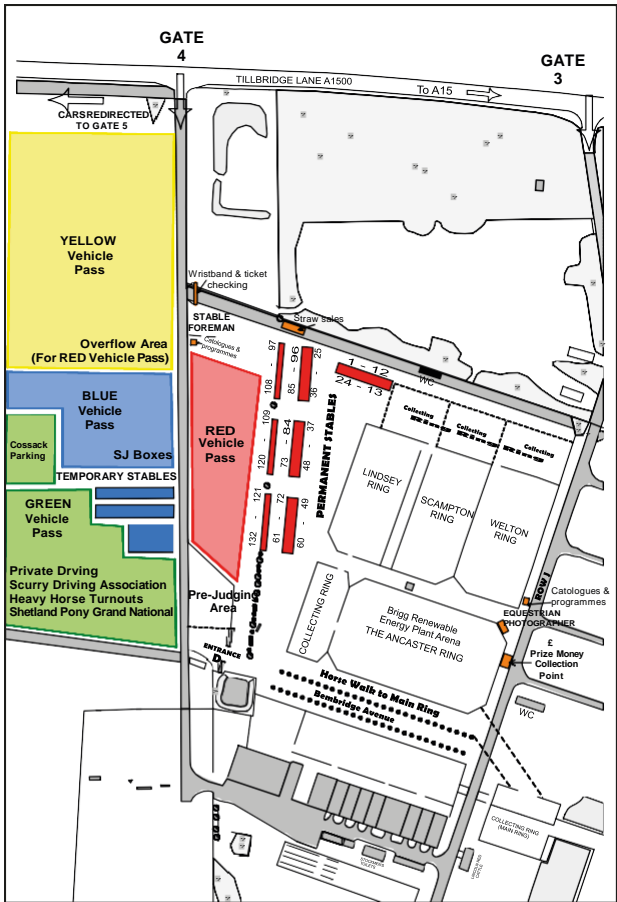 GATE
4
GATE
3
TILLBRIDGE LANE A1500
To A15
CARSREDIRECTED
TO GATE 5
YELLOW
Vehicle
Pass
Overflow Area
(For RED Vehicle Pass)
Wristband & ticket
checking
STABLE
FOREMAN
Straw sales
Catologues &
programmes
BLUE
Vehicle
Pass
SJ Boxes
Cossack
Parking
TEMPORARY STABLES
GREEN
Vehicle
Pass
Private Drving
Scurry Driving Association
Heavy Horse Turnouts
Shetland Pony Grand National
RED
Vehicle
Pass
Pre-Judging
Area
ENTRANCE
D
108 - 97
85 - 96
36 - 25
1 - 12
24 - 13
WC
120 - 109
73 - 84
48 - 37
132 - 121
61 - 72
60 - 49
PERMANENT STABLES
Collecting
Collecting
Collecting
LINDSEY
RING
SCAMPTON
RING
WELTON
RING
COLLECTING RING
Brigg Renewable
Energy Plant Arena
THE ANCASTER RING
ROW I
Catologues &
programmes
EQUESTRIAN
PHOTOGRAPHER
£
Prize Money
Collection
Point
WC
Horse Walk to Main Ring
Bembridge Avenue
COLLECTING RING
(MAIN RING)